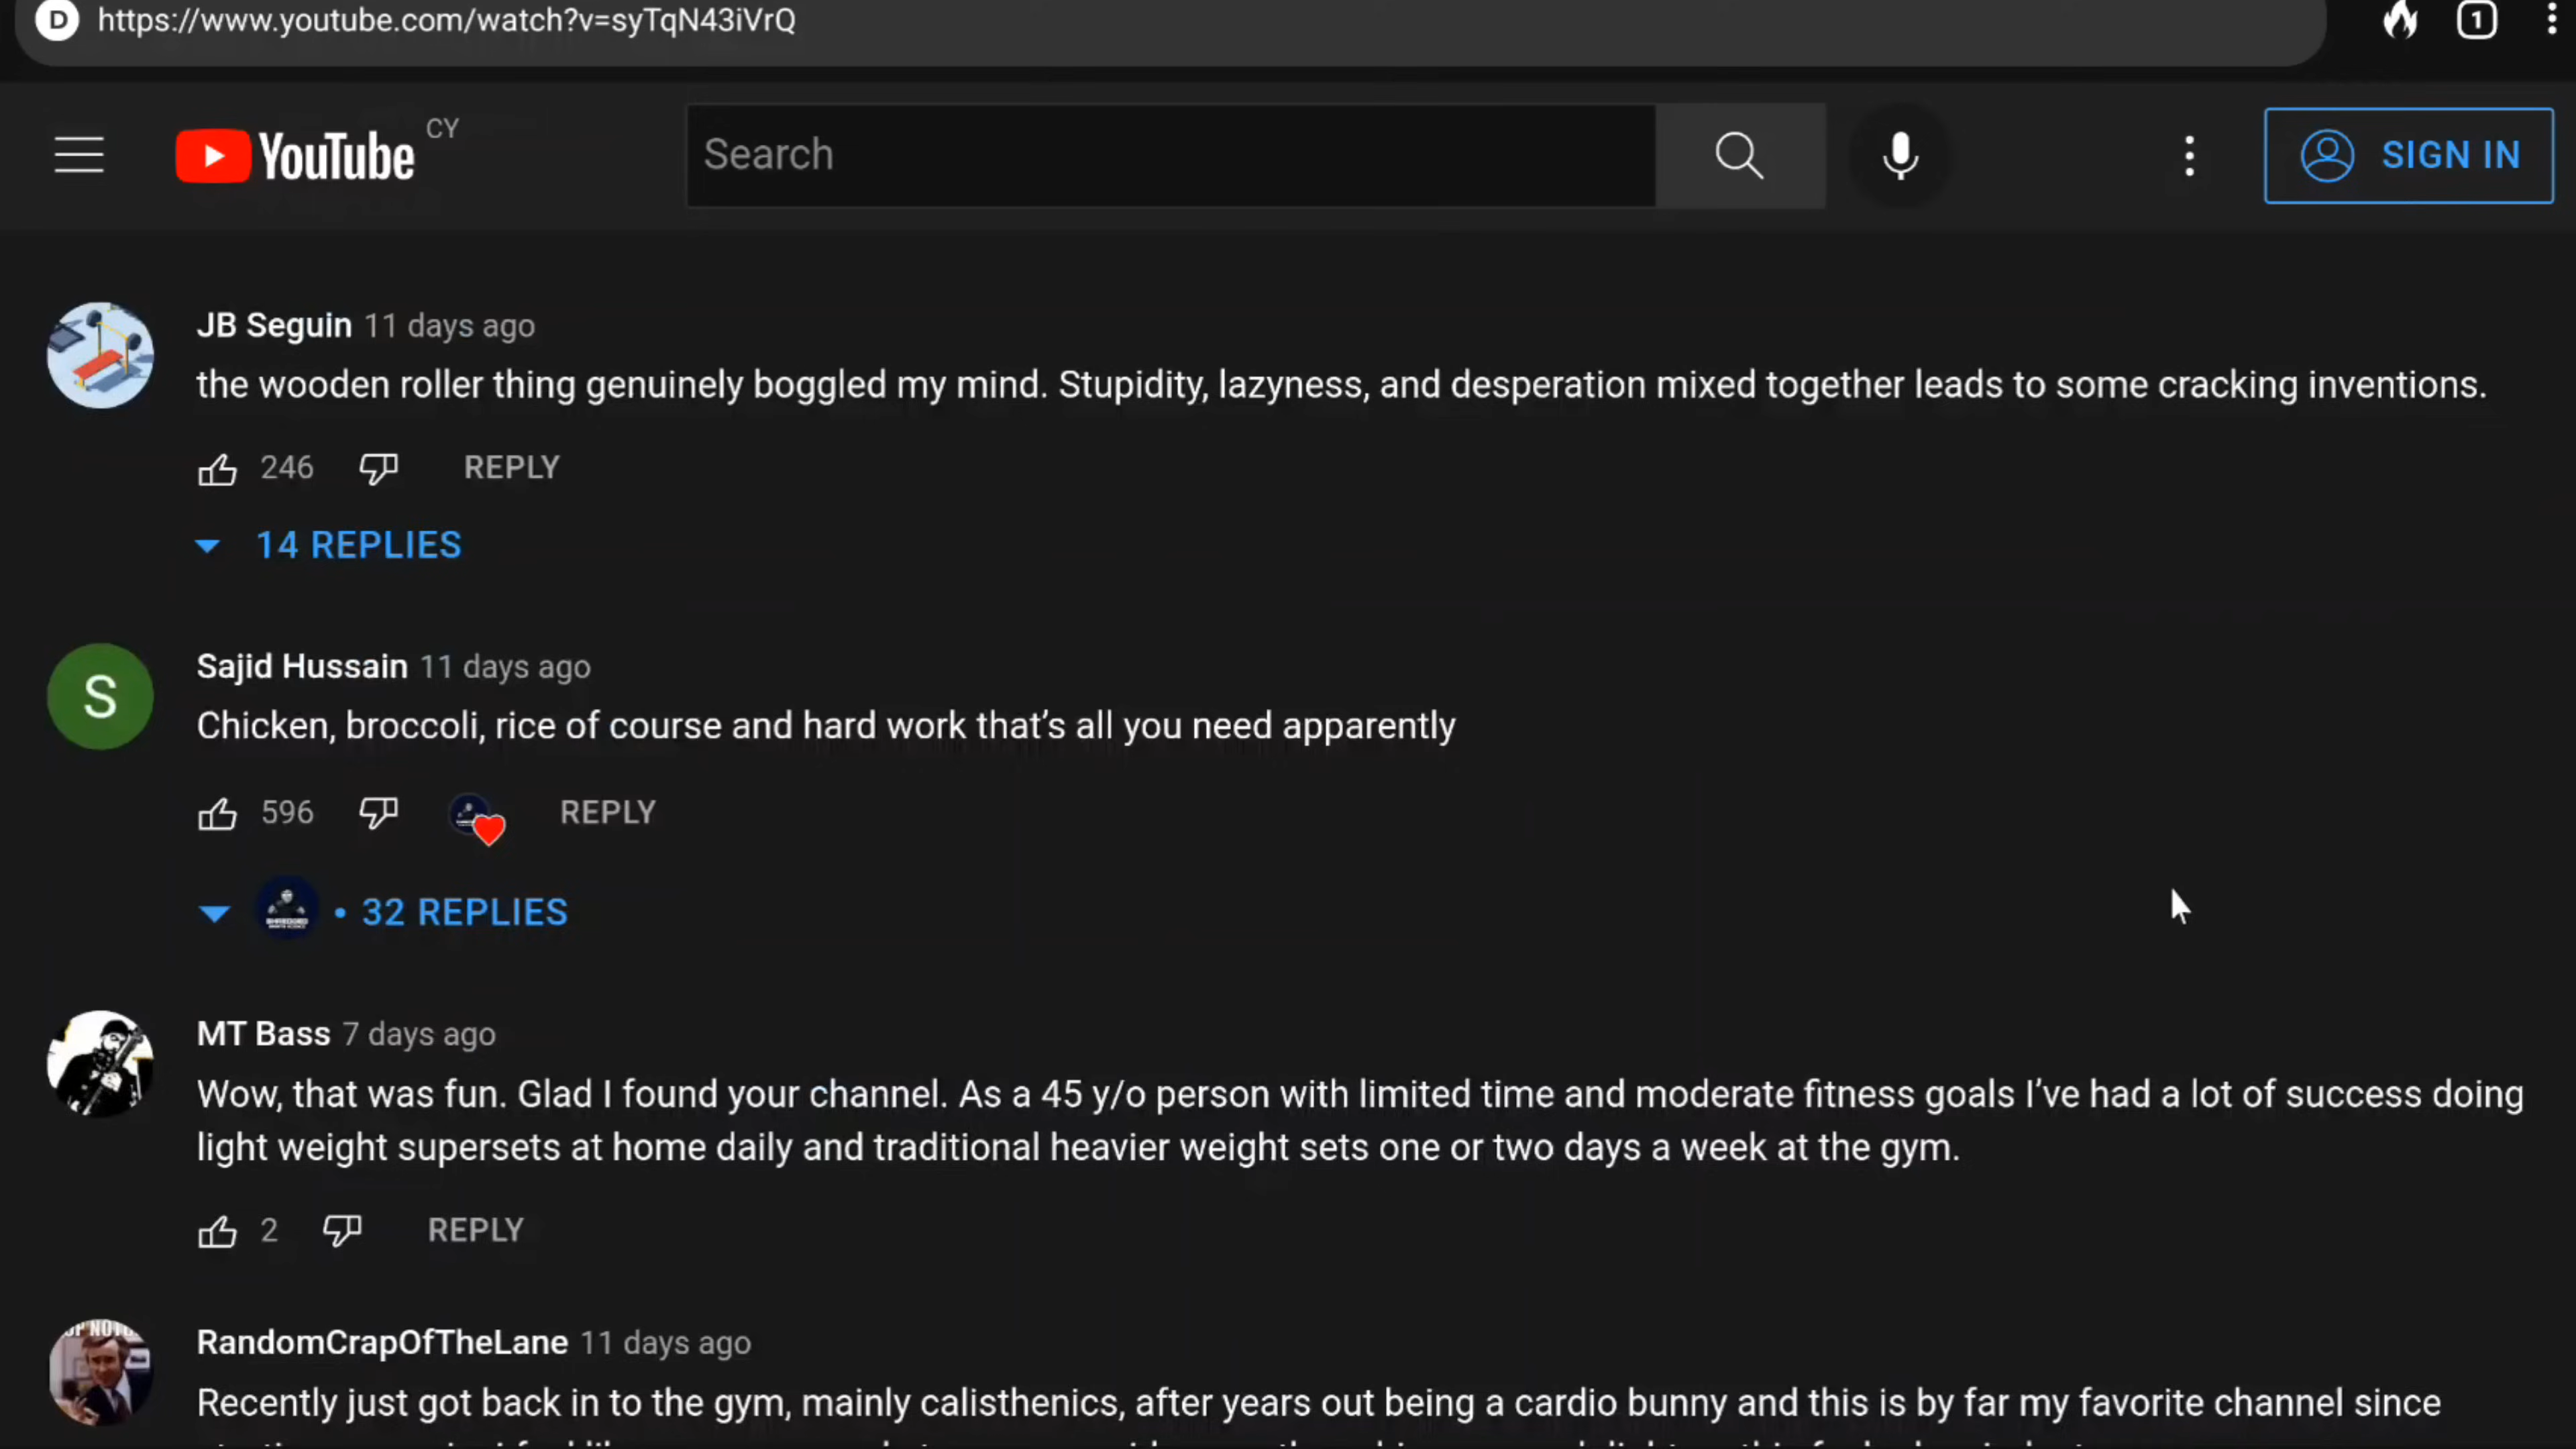 D https://www.youtube.com/watch?v=syTqN43iVrQ 1
YouTube CY Search SIGN IN
JB Seguin 11 days ago
the wooden roller thing genuinely boggled my mind. Stupidity, lazyness, and desperation mixed together leads to some cracking inventions.
246 REPLY
14 REPLIES
S
Sajid Hussain 11 days ago
Chicken, broccoli, rice of course and hard work that’s all you need apparently
596 REPLY
• 32 REPLIES
MT Bass 7 days ago
Wow, that was fun. Glad I found your channel. As a 45 y/o person with limited time and moderate fitness goals I’ve had a lot of success doing
light weight supersets at home daily and traditional heavier weight sets one or two days a week at the gym.
2 REPLY
RandomCrapOfTheLane 11 days ago
Recently just got back in to the gym, mainly calisthenics, after years out being a cardio bunny and this is by far my favorite channel since